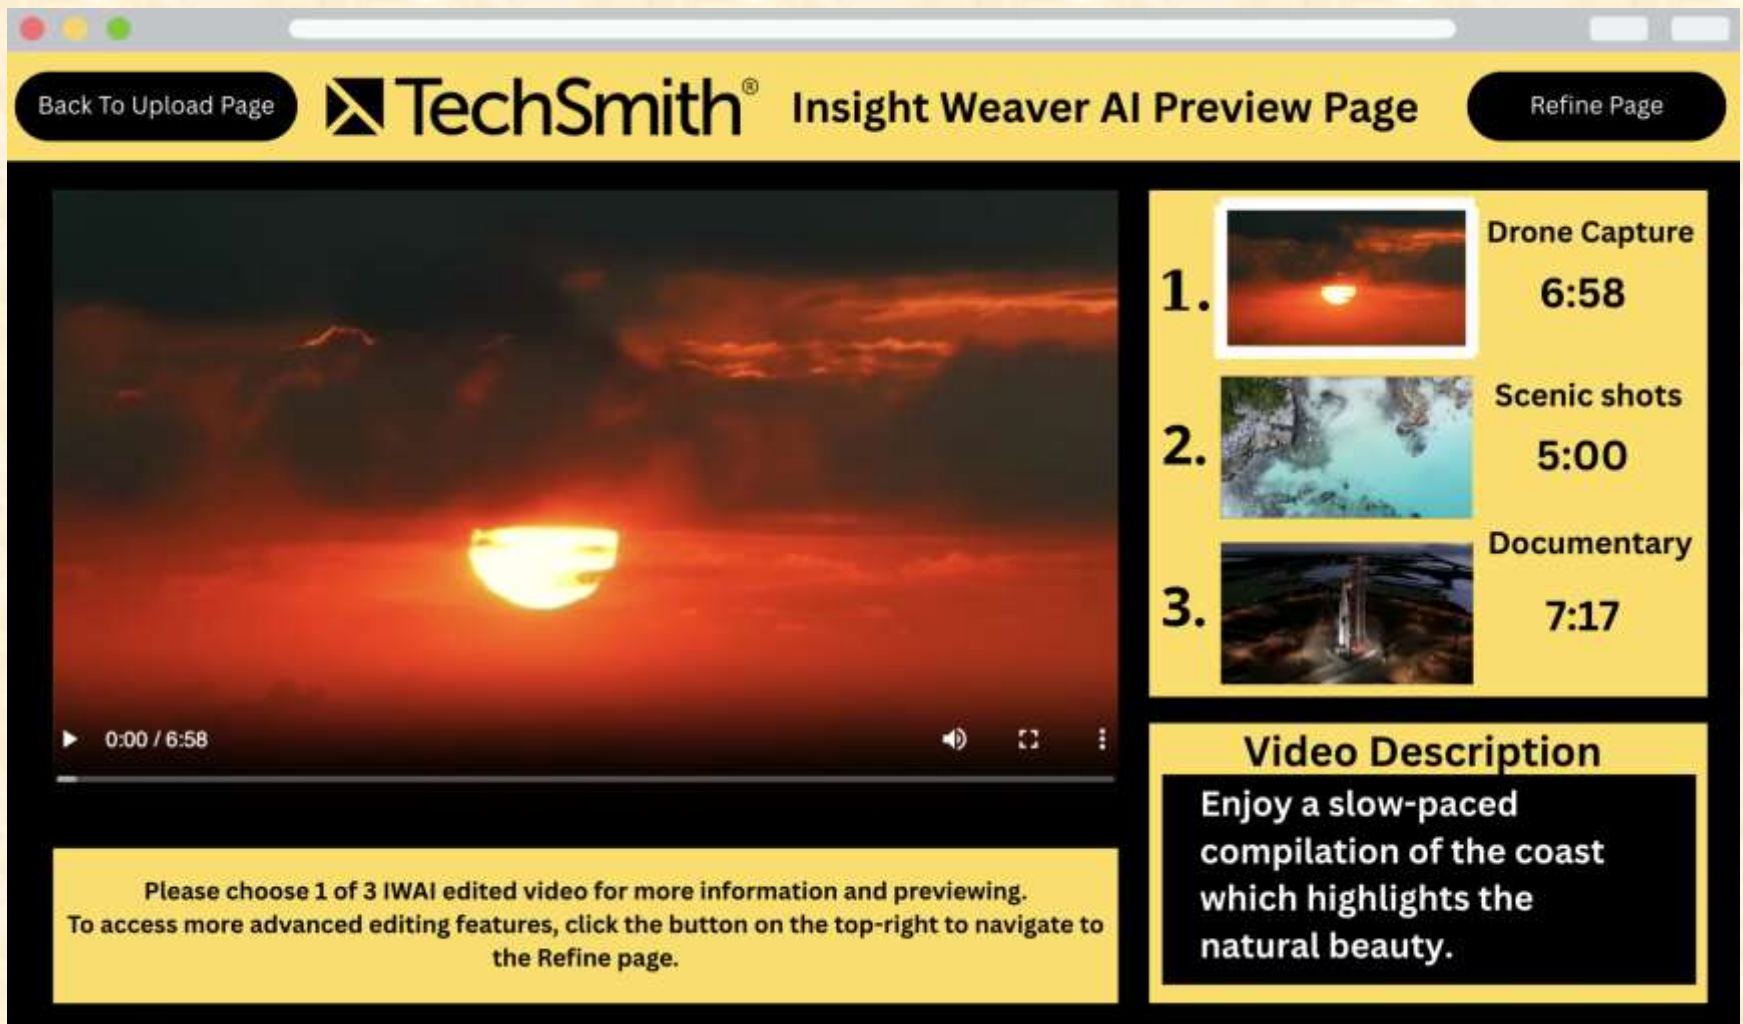 Back To Upload Page
TechSmith®
Insight Weaver AI Preview Page
Refine Page
1.
Drone Capture
6:58
2.
Scenic shots
5:00
3.
Documentary
7:17
0:00 / 6:58
Please choose 1 of 3 IWAI edited video for more information and previewing.
To access more advanced editing features, click the button on the top-right to navigate to
the Refine page.
Video Description
Enjoy a slow-paced
compilation of the coast
which highlights the
natural beauty.